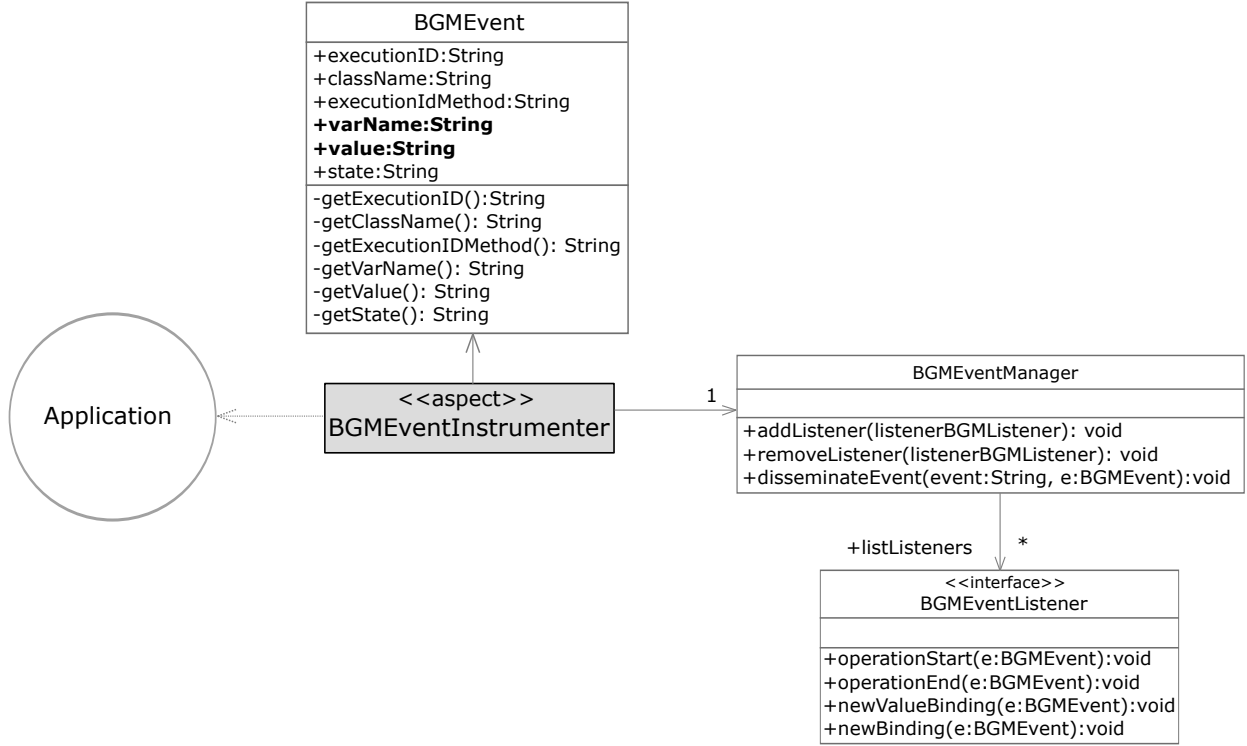 BGMEvent
+executionID:String
+className:String
+executionIdMethod:String
+varName:String
+value:String
+state:String
-getExecutionID():String
-getClassName(): String
-getExecutionIDMethod(): String
-getVarName(): String
-getValue(): String
-getState(): String
Application
<<aspect>>
BGMEventInstrumenter
1
BGMEventManager
+addListener(listenerBGMListener): void
+removeListener(listenerBGMListener): void
+disseminateEvent(event:String, e:BGMEvent):void
+listListeners
*
<<interface>>
BGMEventListener
+operationStart(e:BGMEvent):void
+operationEnd(e:BGMEvent):void
+newValueBinding(e:BGMEvent):void
+newBinding(e:BGMEvent):void